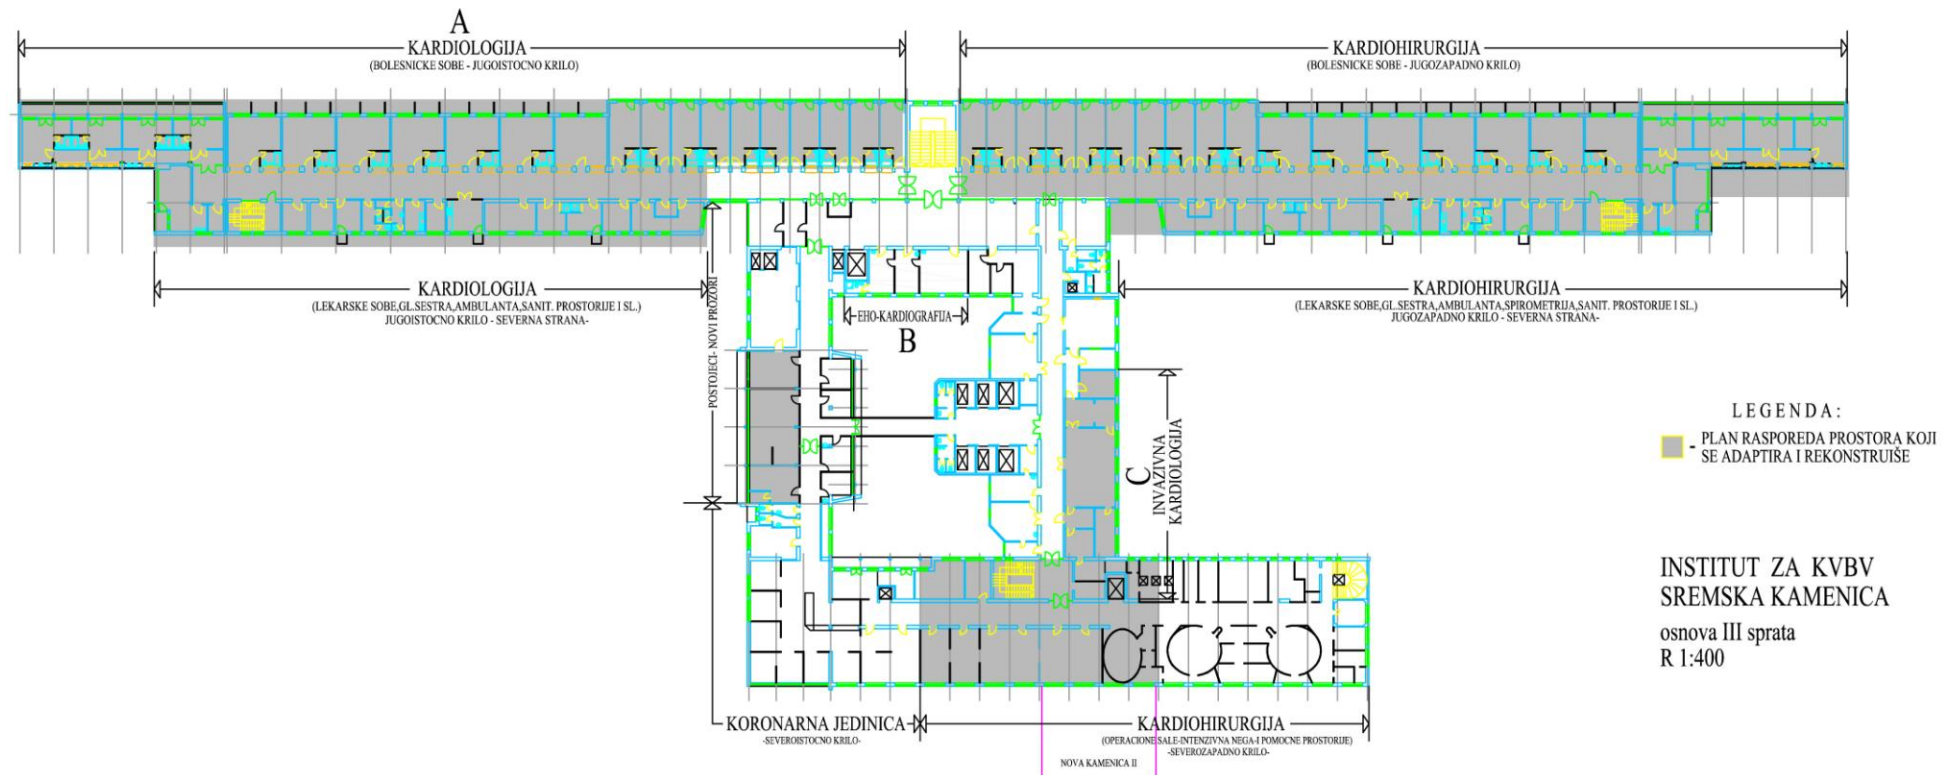 A
KARDIOLOGIJA
(BOLESNICKE SOBE - JUGOISTOCNO KRILO)
KARDIOHIRURGIJA
(BOLESNICKE SOBE - JUGOZAPADNO KRILO)
KARDIOLOGIJA
(LEKARSKE SOBE,GL.SESTRA,AMBULANTA,SANIT. PROSTORIJE I SL.)
JUGOISTOCNO KRILO - SEVERNA STRANA-
POSTOJECI- NOVI PROZORI
EHO-KARDIOGRAFIJA
B
KARDIOHIRURGIJA
(LEKARSKE SOBE,GL.SESTRA,AMBULANTA,SPIROMETRIJA,SANIT. PROSTORIJE I SL.)
JUGOZAPADNO KRILO - SEVERNA STRANA-
C
INVAZIVNA
KARDIOLOGIJA
LEGENDA:
- PLAN RASPOREDA PROSTORA KOJI
SE ADAPTIRA I REKONSTRUIŠE
INSTITUT ZA KVBV
SREMSKA KAMENICA
osnova III sprata
R 1:400
KORONARNA JEDINICA
-SEVEROISTOCNO KRILO-
KARDIOHIRURGIJA
(OPERACIONE SALE-INTENZIVNA NEGA-I POMOCNE PROSTORIJE)
-SEVEROZAPADNO KRILO-
NOVA KAMENICA II